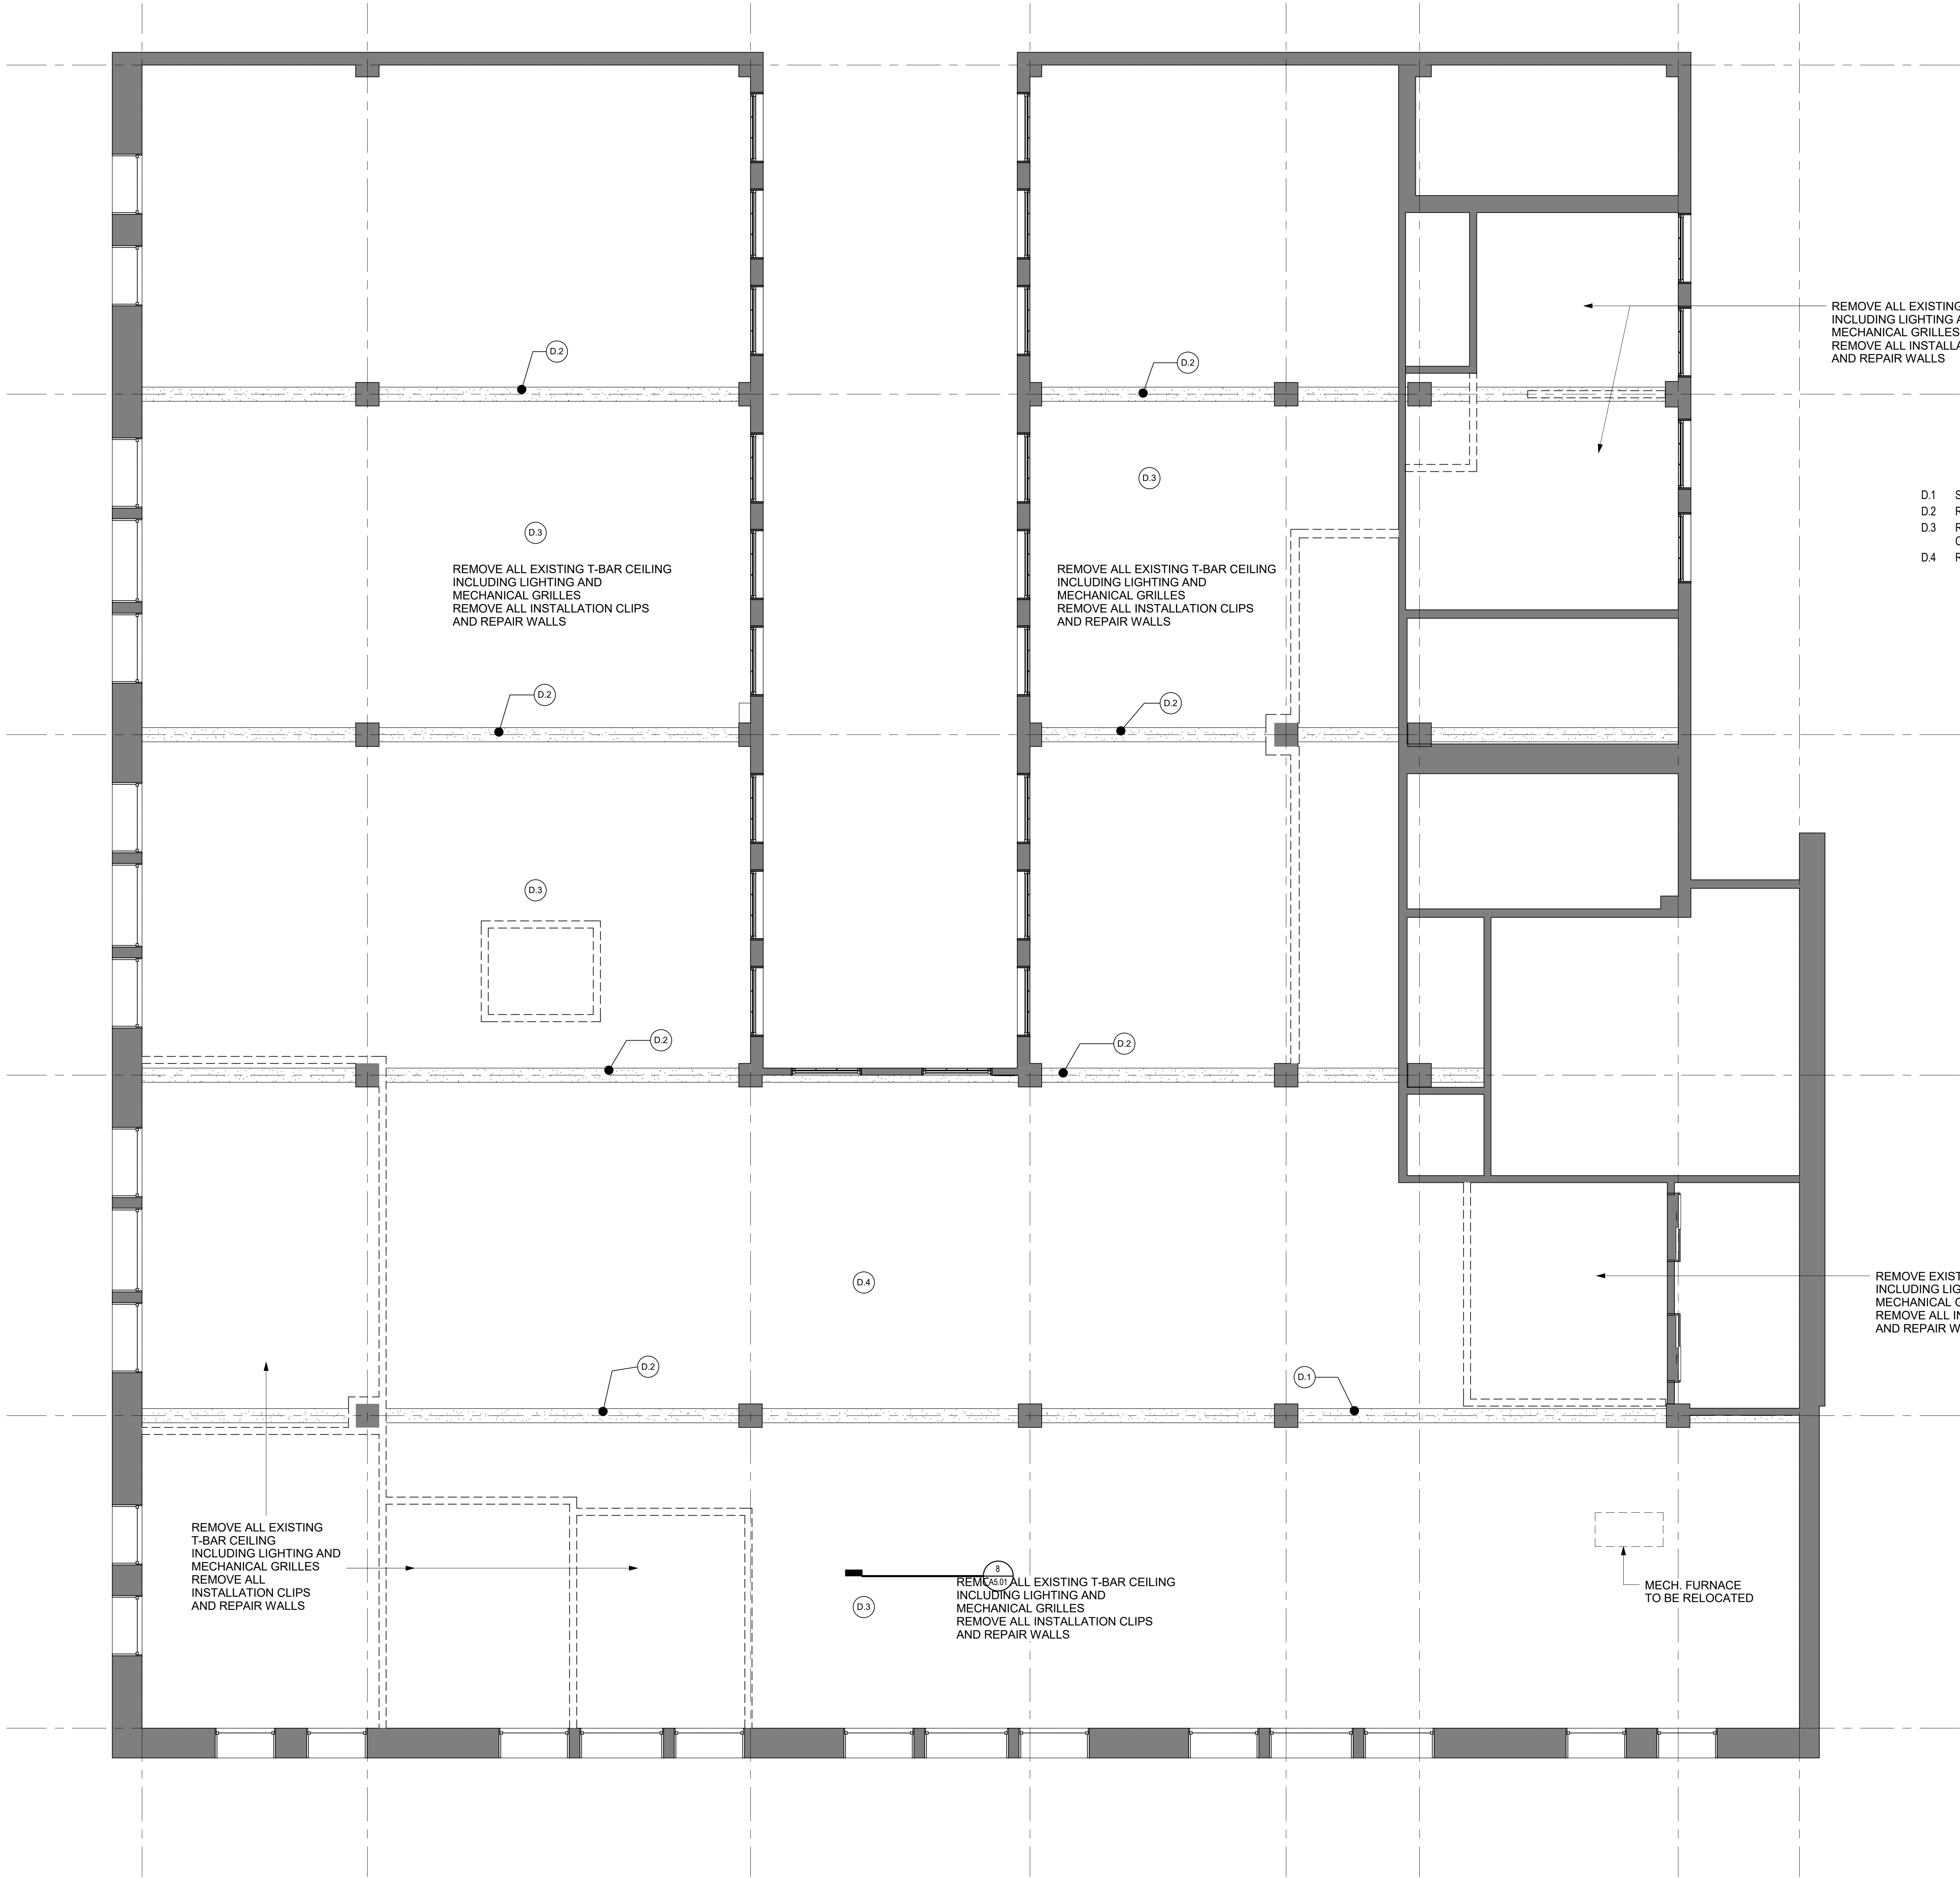 D.2
D.2
REMOVE ALL EXISTING
INCLUDING LIGHTING
MECHANICAL GRILLES
REMOVE ALL
AND REPAIR WALLS
D.3
D.1
D.2
D.3
D.4
D.3
REMOVE ALL EXISTING T-BAR CEILING
INCLUDING LIGHTING AND
MECHANICAL GRILLES
REMOVE ALL INSTALLATION CLIPS
AND REPAIR WALLS
REMOVE ALL EXISTING T-BAR CEILING
INCLUDING LIGHTING AND
MECHANICAL GRILLES
REMOVE ALL INSTALLATION CLIPS
AND REPAIR WALLS
D.2
D.2
D.3
D.2
D.2
D.4
REMOVE
INCLUDING
MECHANICAL
REMOVE ALL
AND REPAIR
D.2
D.1
REMOVE ALL EXISTING
T-BAR CEILING
INCLUDING LIGHTING AND
MECHANICAL GRILLES
REMOVE ALL
INSTALLATION CLIPS
AND REPAIR WALLS
8
A5.01
D.3
ALL EXISTING T-BAR CEILING
INCLUDING LIGHTING AND
MECHANICAL GRILLES
REMOVE ALL INSTALLATION CLIPS
AND REPAIR WALLS
MECH. FURNACE
TO BE RELOCATED